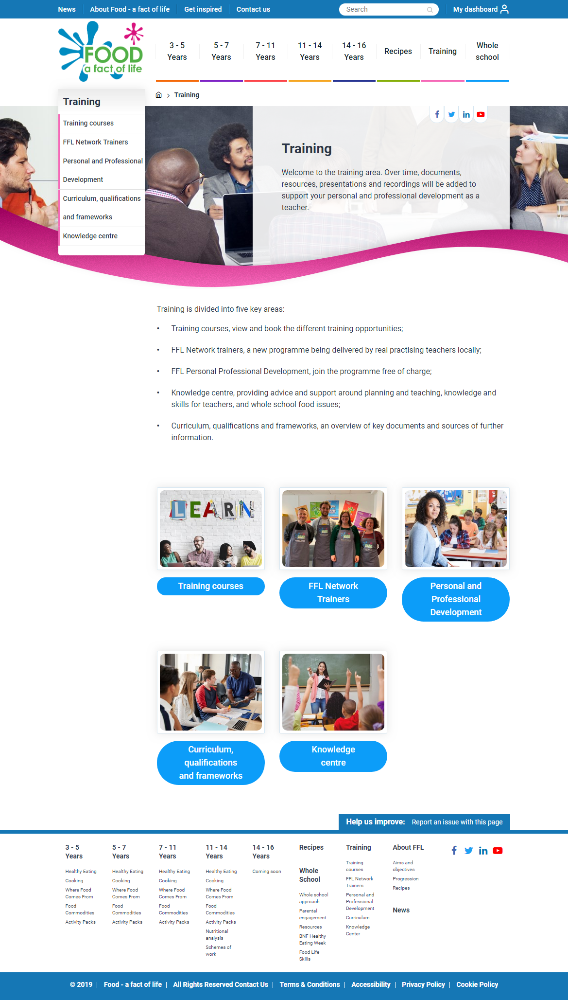 News
About Food - a fact of life
Get inspired
Contact us
Search
My dashboard
FOOD
a fact of life
3 - 5
Years
5 - 7
Years
7 - 11
Years
11 - 14
Years
14 - 16
Years
Recipes
Training
Whole
school
Training
Training
Training courses
FFL Network Trainers
Personal and Professional
Development
Curriculum, qualifications
and frameworks
Knowledge centre
Training
Welcome to the training area. Over time, documents,
resources, presentations and recordings will be added to
support your personal and professional development as a
teacher.
Training is divided into five key areas:
• Training courses, view and book the different training opportunities;
• FFL Network trainers, a new programme being delivered by real practising teachers locally;
• FFL Personal Professional Development, join the programme free of charge;
• Knowledge centre, providing advice and support around planning and teaching, knowledge and
skills for teachers, and whole school food issues;
• Curriculum, qualifications and frameworks, an overview of key documents and sources of further
information.
LEARN
Training courses
FFL Network
Trainers
Personal and
Professional
Development
Curriculum,
qualifications
and frameworks
Knowledge
centre
Help us improve: Report an issue with this page
3 - 5
Years
Healthy Eating
Cooking
Where Food
Comes From
Food
Commodities
Activity Packs
5 - 7
Years
Healthy Eating
Cooking
Where Food
Comes From
Food
Commodities
Activity Packs
7 - 11
Years
Healthy Eating
Cooking
Where Food
Comes From
Food
Commodities
Activity Packs
11 - 14
Years
Healthy Eating
Cooking
Where Food
Comes From
Food
Commodities
Activity Packs
Nutritional
analysis
Schemes of
work
14 - 16
Years
Coming soon
Recipes
Whole
School
Whole school
approach
Parental
engagement
Resources
BNF Healthy
Eating Week
Food Life
Skills
Training
Training
courses
FFL Network
Trainers
Personal and
Professional
Development
Curriculum
Knowledge
Center
About FFL
Aims and
objectives
Progression
Recipes
News
© 2019 | Food - a fact of life | All Rights Reserved Contact Us | Terms & Conditions | Accessibility | Privacy Policy | Cookie Policy